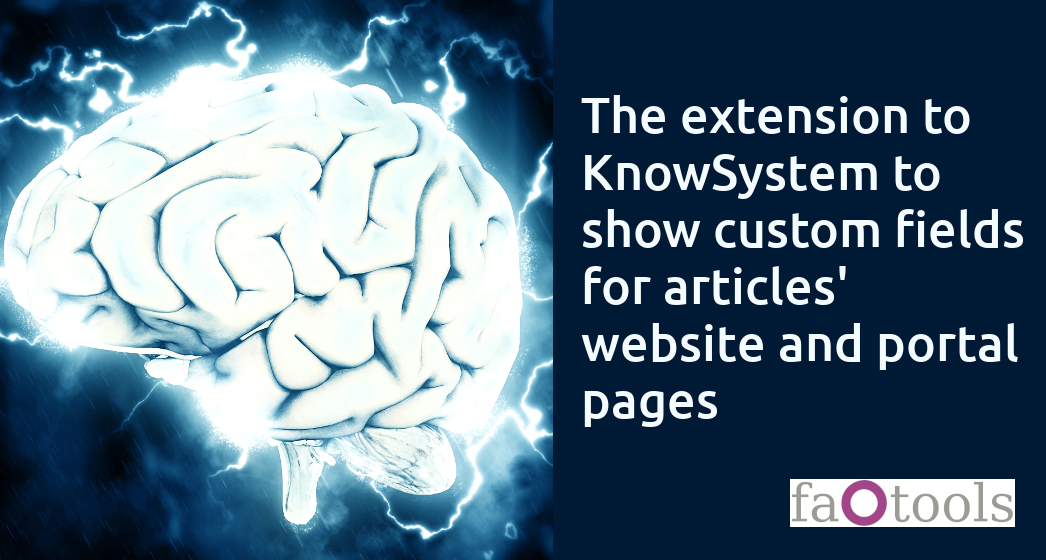 The extension to
KnowSystem to
show custom fields
for articles'
website and portal
pages
faOtools